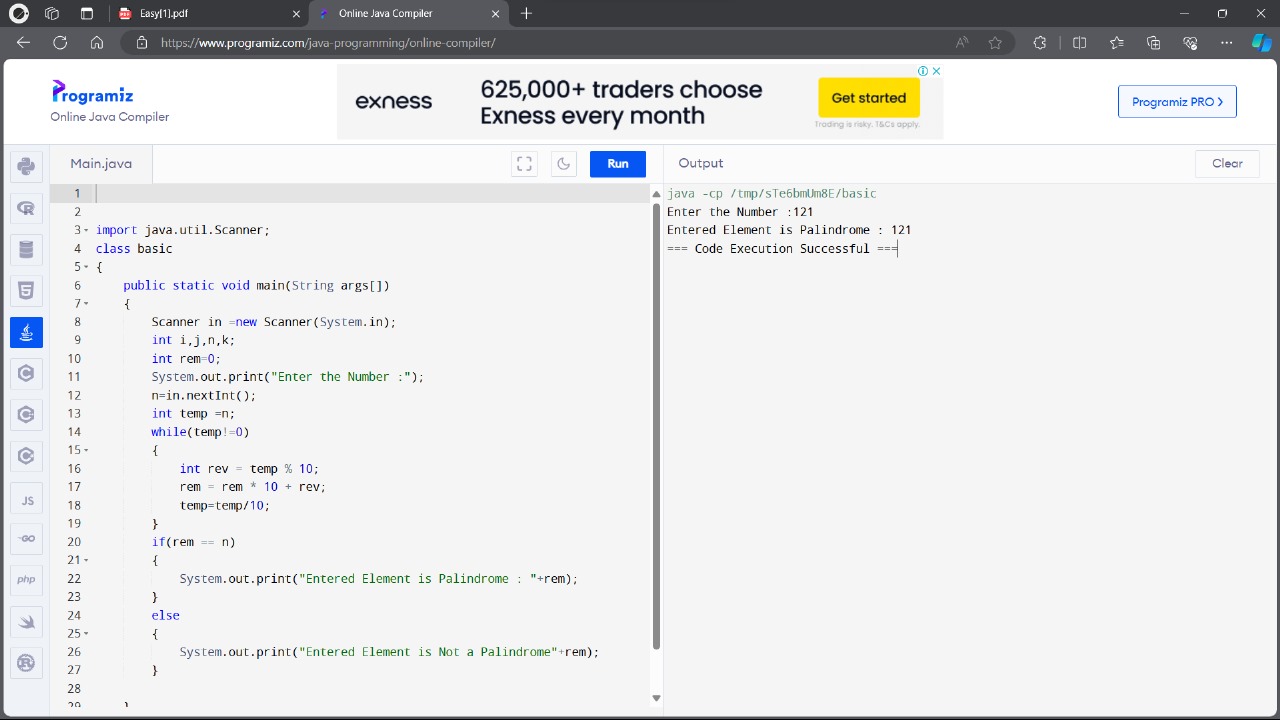 Easy[1].pdf
Online Java Compiler
https://www.programiz.com/java-programming/online-compiler/
Programiz
Online Java Compiler
exness
625,000+ traders choose
Exness every month
Get started
Trading is risky. T&Cs apply.
Programiz PRO >
Main.java
Run
Output
Clear
1
2
3 import java.util.Scanner;
4 class basic
5 {
6 public static void main(String args[])
7 {
8 Scanner in =new Scanner(System.in);
9 int i,j,n,k;
10 int rem=0;
11 System.out.print("Enter the Number :");
12 n=in.nextInt();
13 int temp =n;
14 while(temp!=0)
15 {
16 int rev = temp % 10;
17 rem = rem * 10 + rev;
18 temp=temp/10;
19 }
20 if(rem == n)
21 {
22 System.out.print("Entered Element is Palindrome : "+rem);
23 }
24 else
25 {
26 System.out.print("Entered Element is Not a Palindrome"+rem);
27 }
28
29 }
java -cp /tmp/sTe6bmUm8E/basic
Enter the Number :121
Entered Element is Palindrome : 121
=== Code Execution Successful ===
JS
GO
php